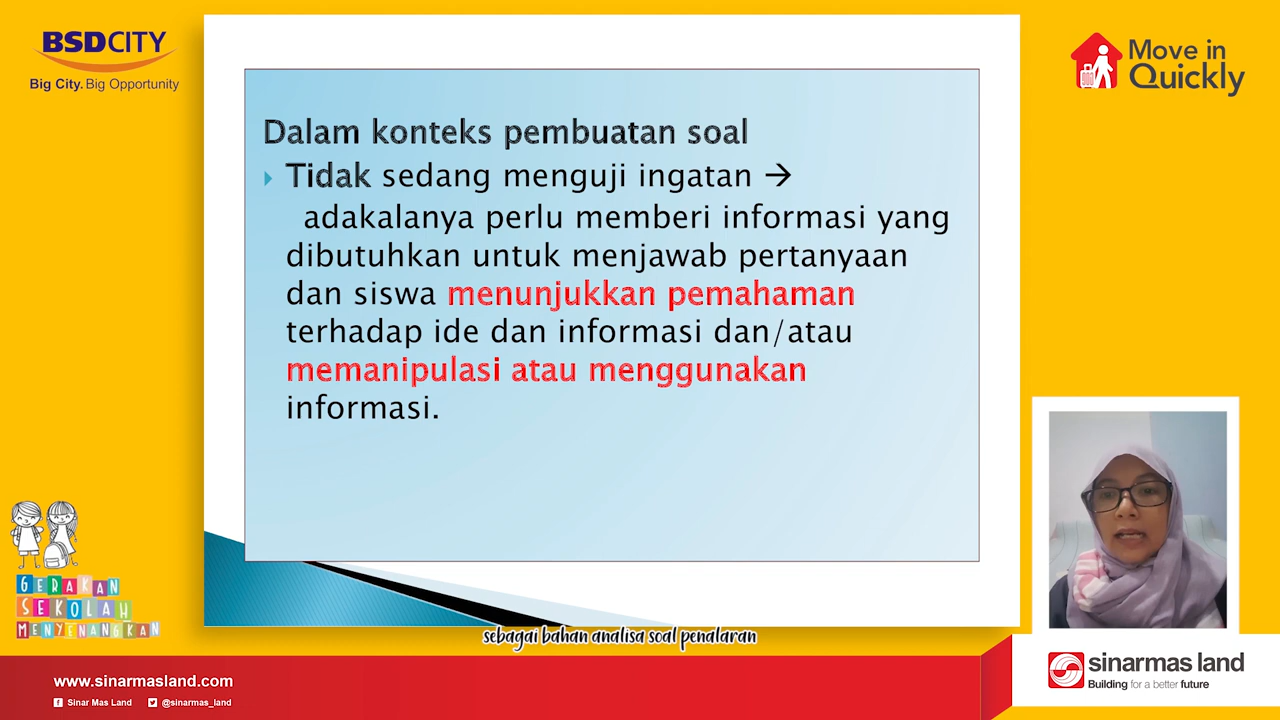 BSDCITY
Big City. Big Opportunity
Move in
Quickly
Dalam konteks pembuatan soal
Tidak sedang menguji ingatan →
adakalanya perlu memberi informasi yang
dibutuhkan untuk menjawab pertanyaan
dan siswa menunjukkan pemahaman
terhadap ide dan informasi dan/atau
memanipulasi atau menggunakan
informasi.
GERAKAN
SEKOLAH
MENYENANGKAN
sebagai bahan analisa soal penalaran
www.sinarmasland.com
Sinar Mas Land
@sinarmas_land
sinarmas land
Building for a better future